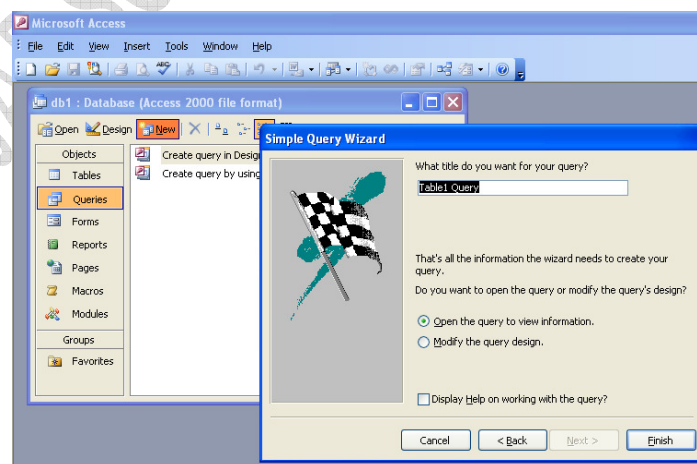 Microsoft Access
File Edit View Insert Tools Window Help
db1 : Database (Access 2000 file format)
Open Design New
Objects
Tables
Queries
Forms
Reports
Pages
Macros
Modules
Groups
Favorites
Create query in Desig
Create query by using
Simple Query Wizard
What title do you want for your query?
Table1 Query
That's all the information the wizard needs to create your
query.
Do you want to open the query or modify the query's design?
Open the query to view information.
Modify the query design.
Display Help on working with the query?
Cancel < Back Next > Finish